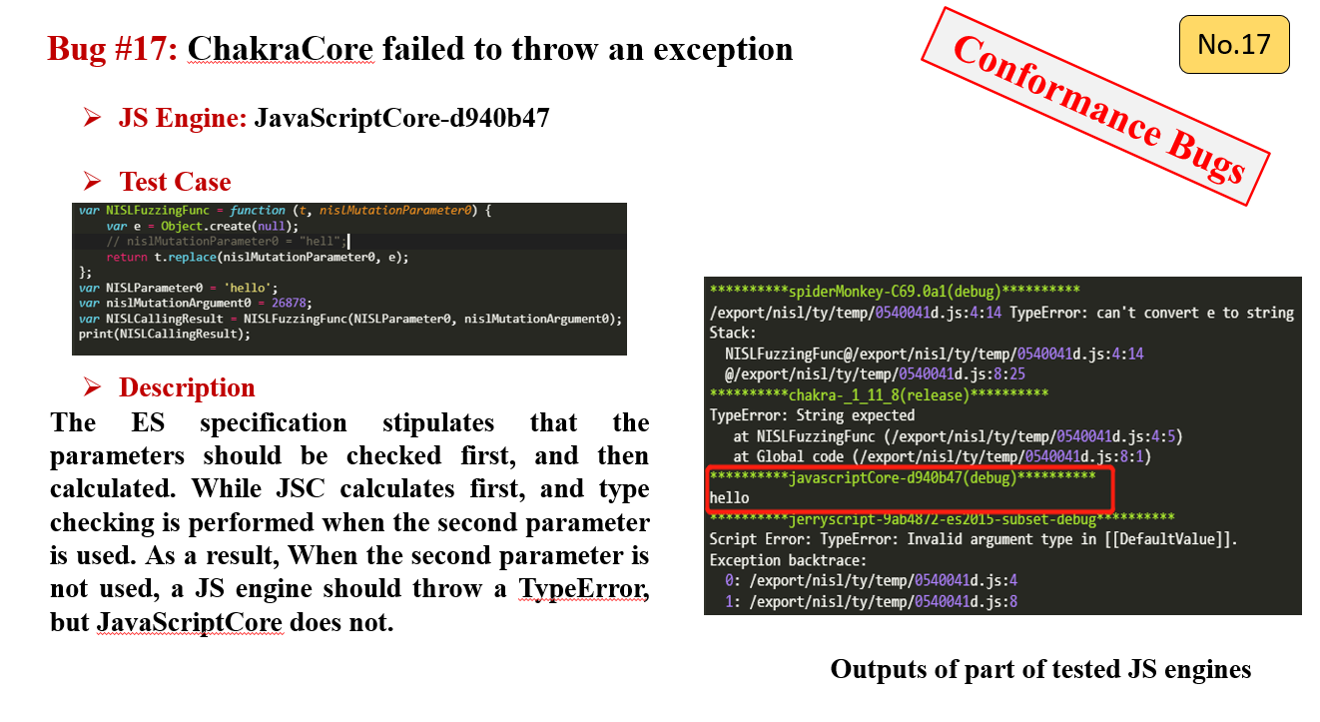 Bug #17: ChakraCore failed to throw an exception
Conformance Bugs
No.17
➢ JS Engine: JavaScriptCore-d940b47
➢ Test Case
var NISLFuzzingFunc = function (t, nislMutationParameter0) {
    var e = Object.create(null);
    // nislMutationParameter0 = "hell";
    return t.replace(nislMutationParameter0, e);
};
var NISLParameter0 = 'hello';
var nislMutationArgument0 = 26878;
var NISLCallingResult = NISLFuzzingFunc(NISLParameter0, nislMutationArgument0);
print(NISLCallingResult);
➢ Description
The ES specification stipulates that the
parameters should be checked first, and then
calculated. While JSC calculates first, and type
checking is performed when the second parameter
is used. As a result, When the second parameter is
not used, a JS engine should throw a TypeError,
but JavaScriptCore does not.
**********spiderMonkey-C69.0a1(debug)**********
/export/nisl/ty/temp/0540041d.js:4:14 TypeError: can't convert e to string
Stack:
  NISLFuzzingFunc@/export/nisl/ty/temp/0540041d.js:4:14
  @/export/nisl/ty/temp/0540041d.js:8:25
**********chakra-_1_11_8(release)**********
TypeError: String expected
   at NISLFuzzingFunc (/export/nisl/ty/temp/0540041d.js:4:5)
   at Global code (/export/nisl/ty/temp/0540041d.js:8:1)
**********javascriptCore-d940b47(debug)**********
hello
**********jerryscript-9ab4872-es2015-subset-debug**********
Script Error: TypeError: Invalid argument type in [[DefaultValue]].
Exception backtrace:
  0: /export/nisl/ty/temp/0540041d.js:4
  1: /export/nisl/ty/temp/0540041d.js:8
Outputs of part of tested JS engines